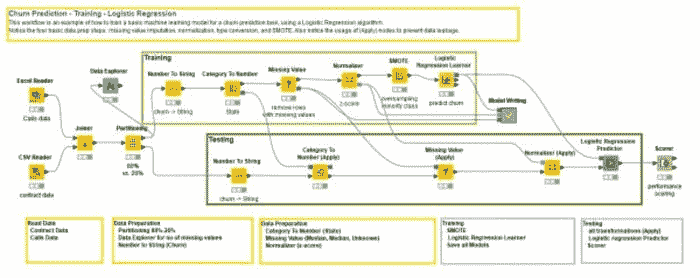 Churn Prediction - Training - Logistic Regression
This workflow is an example of how to train a basic machine learning model for a churn prediction task, using a Logistic Regression algorithm.
Notice the four basic data prep steps: missing value imputation, normalization, type conversion, and SMOTE. Also notice the usage of (Apply) nodes to prevent data leakage.
Training
Excel Reader
Calls data
Data Explorer
Number To String
churn -> String
Category To Number
State
Missing Value
remove rows
with missing values
Normalizer
z-score
SMOTE
oversampling
minority class
Logistic
Regression Learner
predict churn
Model Writing
Joiner
Partitioning
80%
vs. 20%
CSV Reader
contract data
Testing
Number To String
churn -> String
Category To
Number (Apply)
Missing Value
(Apply)
Normalizer (Apply)
Logistic Regression
Predictor
Scorer
performance
scoring
Read Data
Contract Data
Calls Data
Data Preparation
Partitioning 80%-20%
Data Explorer for no of missing values
Number to String (Churn)
Data Preparation
Category To Number (State)
Missing Value (Median, Median, Unknown)
Normalizer (z-score)
Training
SMOTE
Logistic Regression Learner
Save all Models
Testing
all transformations (Apply)
Logistic regression Predictor
Scorer